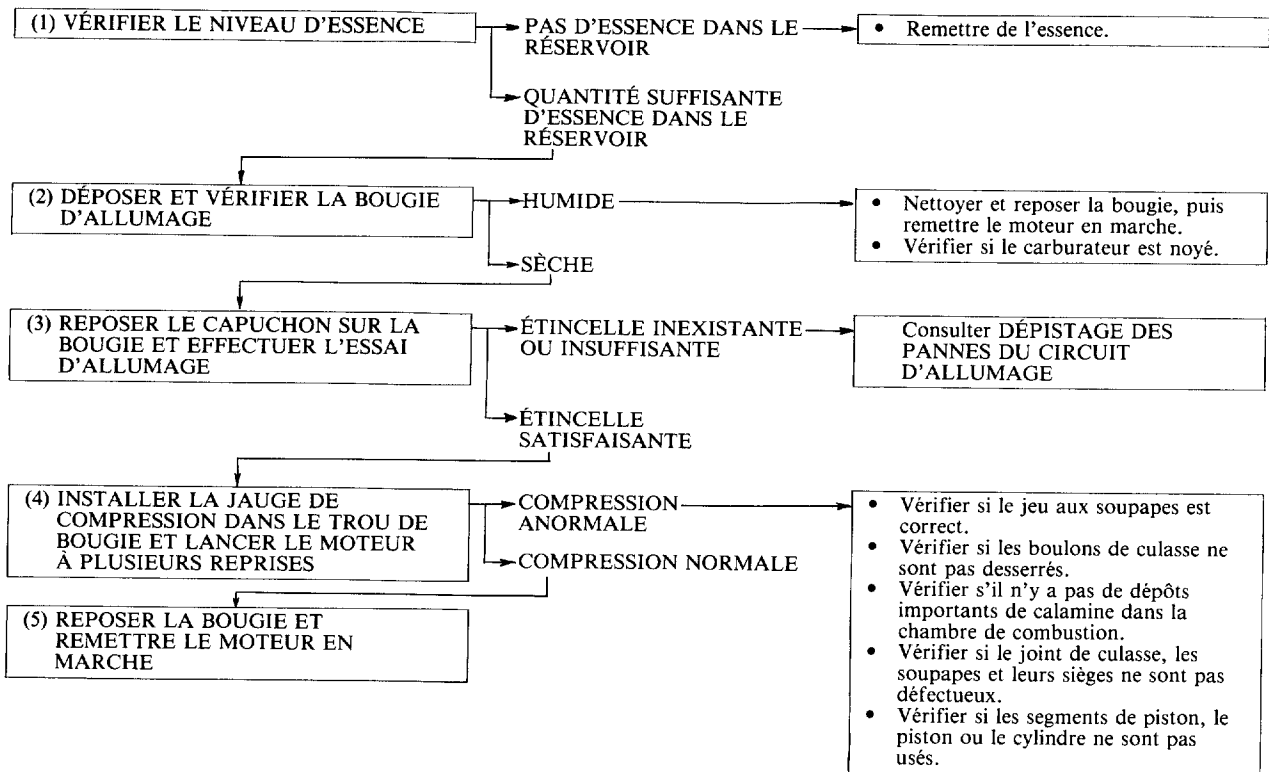 (1) VÉRIFIER LE NIVEAU D'ESSENCE
PAS D'ESSENCE DANS LE
RÉSERVOIR
• Remettre de l'essence.
QUANTITÉ SUFFISANTE
D'ESSENCE DANS LE
RÉSERVOIR
(2) DÉPOSER ET VÉRIFIER LA BOUGIE
D'ALLUMAGE
HUMIDE
• Nettoyer et reposer la bougie, puis
remettre le moteur en marche.
• Vérifier si le carburateur est noyé.
SÈCHE
(3) REPOSER LE CAPUCHON SUR LA
BOUGIE ET EFFECTUER L'ESSAI
D'ALLUMAGE
ÉTINCELLE INEXISTANTE
OU INSUFFISANTE
Consulter DÉPISTAGE DES
PANNES DU CIRCUIT
D'ALLUMAGE
ÉTINCELLE
SATISFAISANTE
(4) INSTALLER LA JAUGE DE
COMPRESSION DANS LE TROU DE
BOUGIE ET LANCER LE MOTEUR
À PLUSIEURS REPRISES
COMPRESSION
ANORMALE
COMPRESSION NORMALE
• Vérifier si le jeu aux soupapes est
correct.
• Vérifier si les boulons de culasse ne
sont pas desserrés.
• Vérifier s'il n'y a pas de dépôts
importants de calamine dans la
chambre de combustion.
• Vérifier si le joint de culasse, les
soupapes et leurs sièges ne sont pas
défectueux.
• Vérifier si les segments de piston, le
piston ou le cylindre ne sont pas
usés.
(5) REPOSER LA BOUGIE ET
REMETTRE LE MOTEUR EN
MARCHE